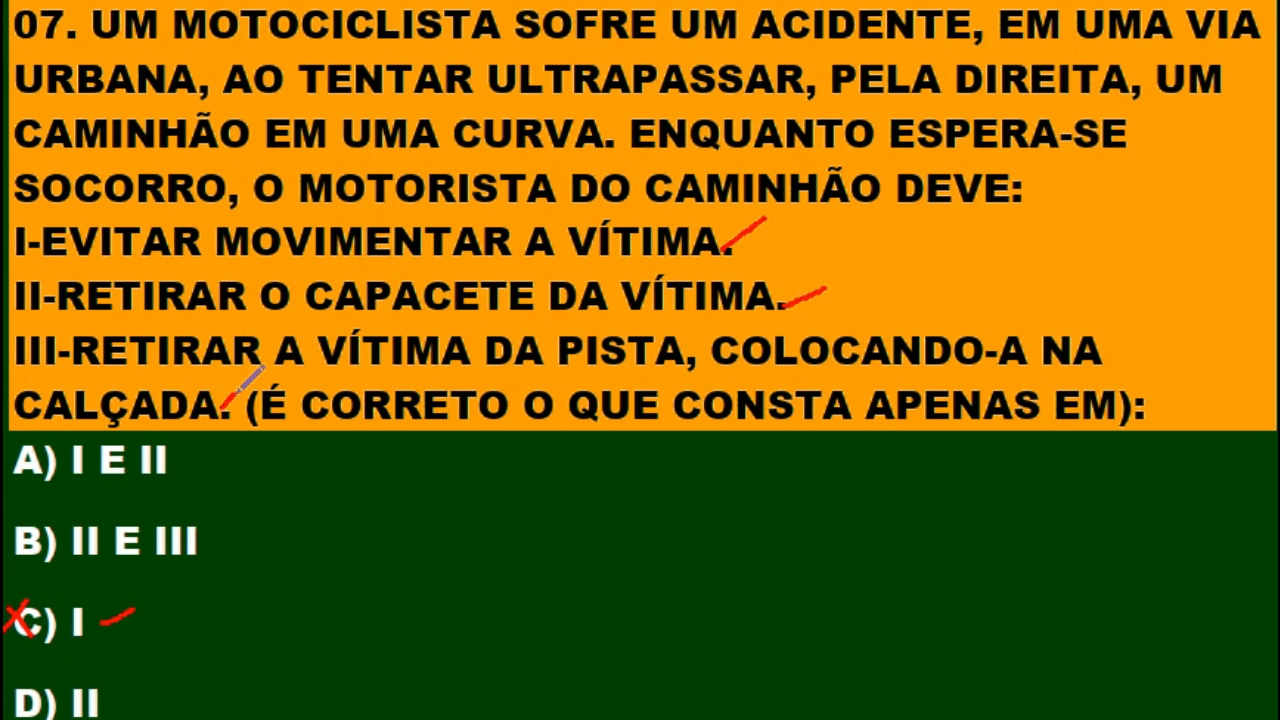 07. UM MOTOCICLISTA SOFRE UM ACIDENTE, EM UMA VIA
URBANA, AO TENTAR ULTRAPASSAR, PELA DIREITA, UM
CAMINHÃO EM UMA CURVA. ENQUANTO ESPERA-SE
SOCORRO, O MOTORISTA DO CAMINHÃO DEVE:
I-EVITAR MOVIMENTAR A VÍTIMA.
II-RETIRAR O CAPACETE DA VÍTIMA.
III-RETIRAR A VÍTIMA DA PISTA, COLOCANDO-A NA
CALÇADA. (É CORRETO O QUE CONSTA APENAS EM):
A) I E II
B) II E III
C) I
D) II